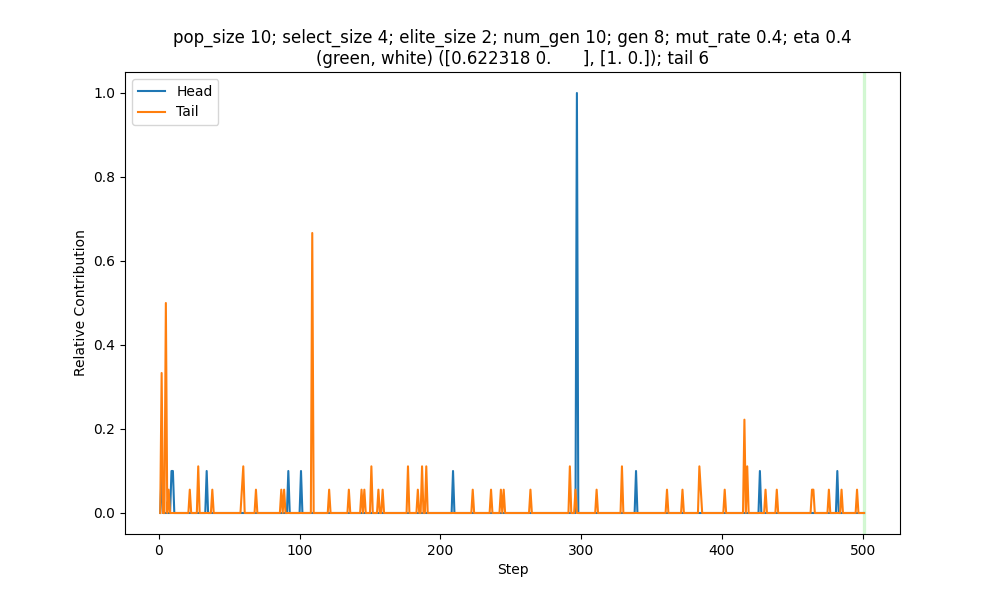 pop_size 10; select_size 4; elite_size 2; num_gen 10; gen 8; mut_rate 0.4; eta 0.4
(green, white) ([0.622318 0.      ], [1. 0.]); tail 6
Head
Tail
1.0
0.8
0.6
0.4
0.2
0.0
Relative Contribution
0
100
200
300
400
500
Step